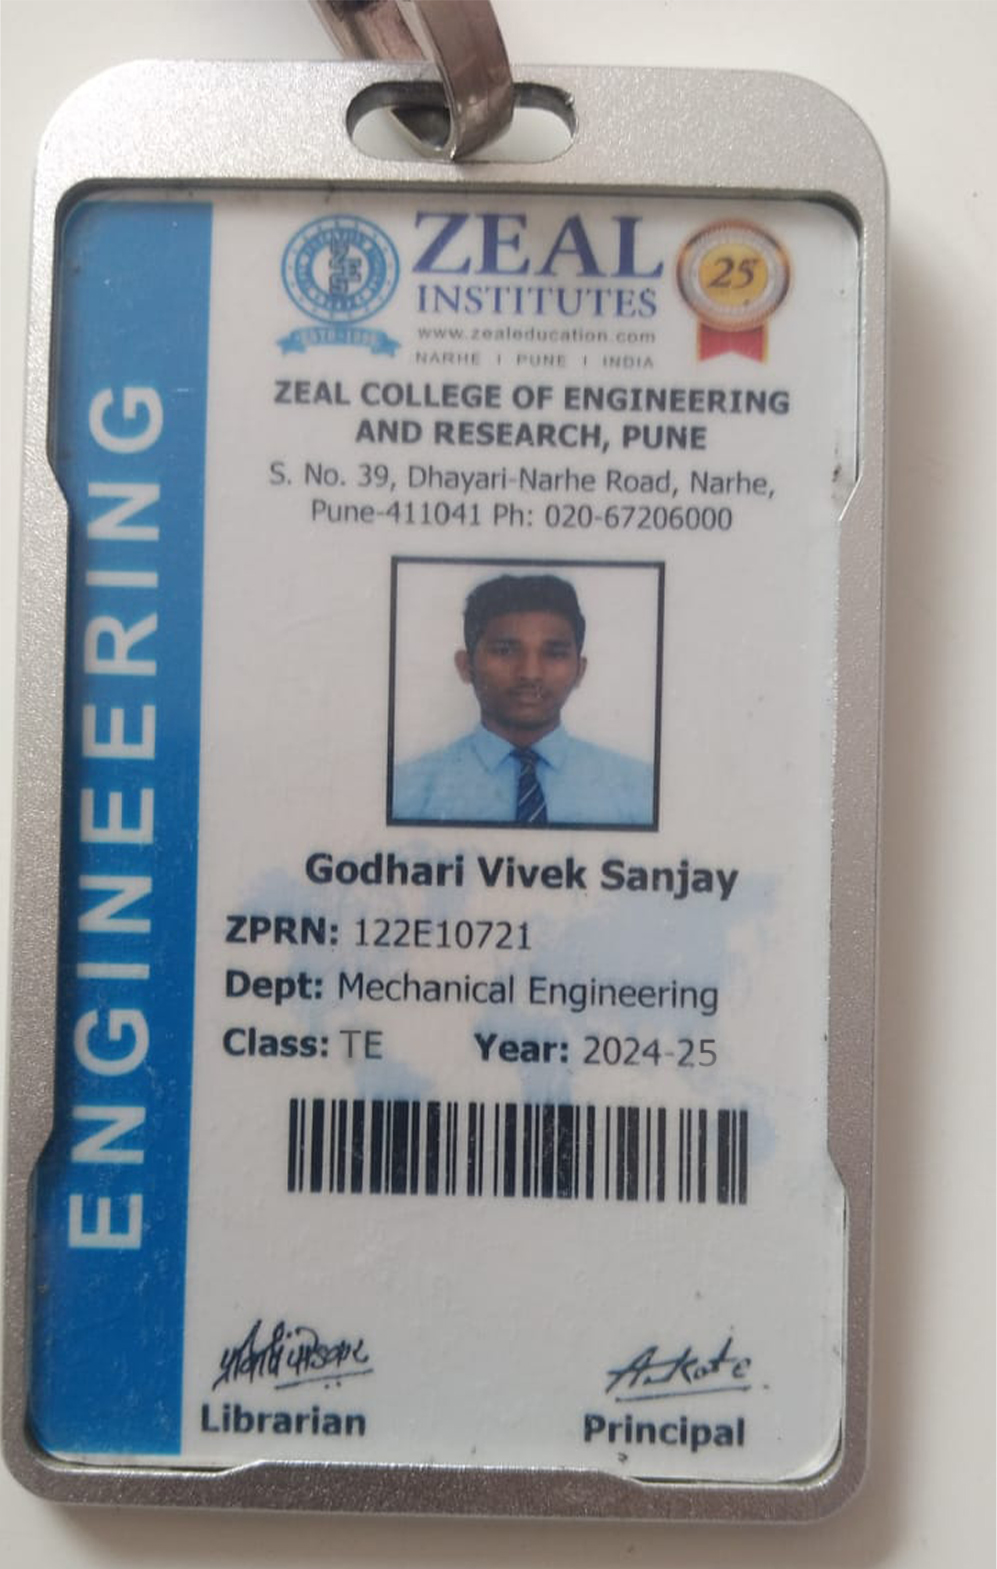 ENGINEERING
ZEAL
INSTITUTES
www.zealeducation.com
NARHE I PUNE I INDIA
25
ZEAL COLLEGE OF ENGINEERING
AND RESEARCH, PUNE
S. No. 39, Dhayari-Narhe Road, Narhe,
Pune-411041 Ph: 020-67206000
Godhari Vivek Sanjay
ZPRN: 122E10721
Dept: Mechanical Engineering
Class: TE Year: 2024-25
Librarian
Principal